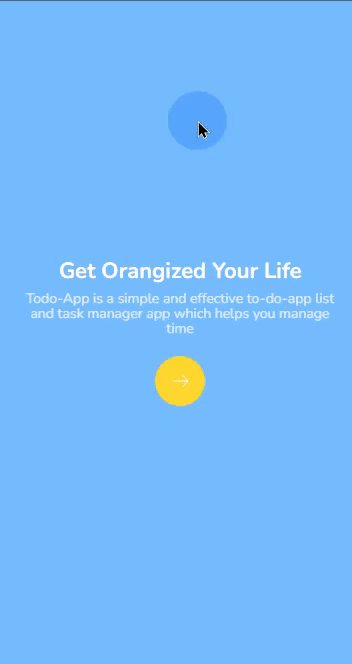 Get Orangized Your Life
Todo-App is a simple and effective to-do-app list
and task manager app which helps you manage
time